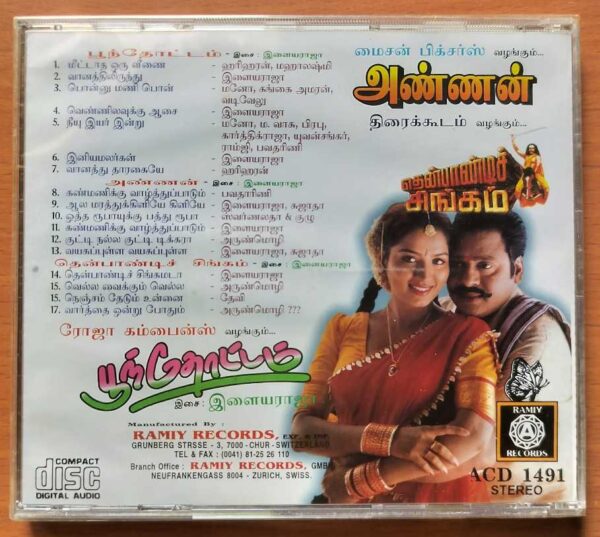 பூந்தோட்டம் - இசை : இளையராஜா
1. மீட்டாத ஒரு வீணை - ஹரிஹரன், மஹாலஷ்மி
2. வானத்திலிருந்து - இளையராஜா
3. பொன்னு மணி பொன் - மனோ, கங்கை அமரன், வடிவேலு
4. வெண்ணிலவுக்கு ஆசை - இளையராஜா
5. நீயு இயர் இன்று - மனோ, ம. வாசு, பிரபு, கார்த்திக்ராஜா, யுவன்சங்கர், ராம்ஜி, பவதாரிணி
6. இனியமலர்கள் - இளையராஜா
7. வானத்து தாரகையே - ஹரிஹரன்
அண்ணன் - இசை : இளையராஜா
8. கண்மணிக்கு வாழ்த்துப்பாடும் - பவதாரிணி
9. ஆல மரத்துக்கிளியே கிளியே - இளையராஜா, சுஜாதா
10. ஒத்த ரூபாயுக்கு பத்து ரூபா - ஸ்வர்ணலதா & குழு
11. கண்மணிக்கு வாழ்த்துப்பாடும் - இளையராஜா
12. குட்டி நல்ல குட்டி டிக்கரா - அருண்மொழி
13. வயசுப்புள்ள வயசுப்புள்ள - இளையராஜா, சுஜாதா
தென்பாண்டிச் சிங்கம் - இசை : இளையராஜா
14. தென்பாண்டிச் சிங்கமடா - இளையராஜா
15. வெல்ல வைக்கும் வெல்ல - அருண்மொழி
16. நெஞ்சம் தேடும் உன்னை - தேவி
17. வார்த்தை ஒன்று போதும் - அருண்மொழி ???
ரோஜா கம்பைன்ஸ் வழங்கும்...
பூந்தோட்டம்
இசை : இளையராஜா
மைசன் பிக்சர்ஸ் வழங்கும்...
அண்ணன்
திரைக்கூடம் வழங்கும்...
தென்பாண்டிச்
சிங்கம்
Manufactured By :
RAMIY RECORDS, EXP. & IMP.
GRUNBERG STRSSE - 3, 7000 - CHUR - SWITZERLAND.
TEL & FAX : (0041) 81-25 26 110
Branch Office : RAMIY RECORDS, GMBH
NEUFRANKENGASS 8004 - ZURICH, SWISS.
COMPACT
disc
DIGITAL AUDIO
RAMIY
RECORDS
ACD 1491
STEREO